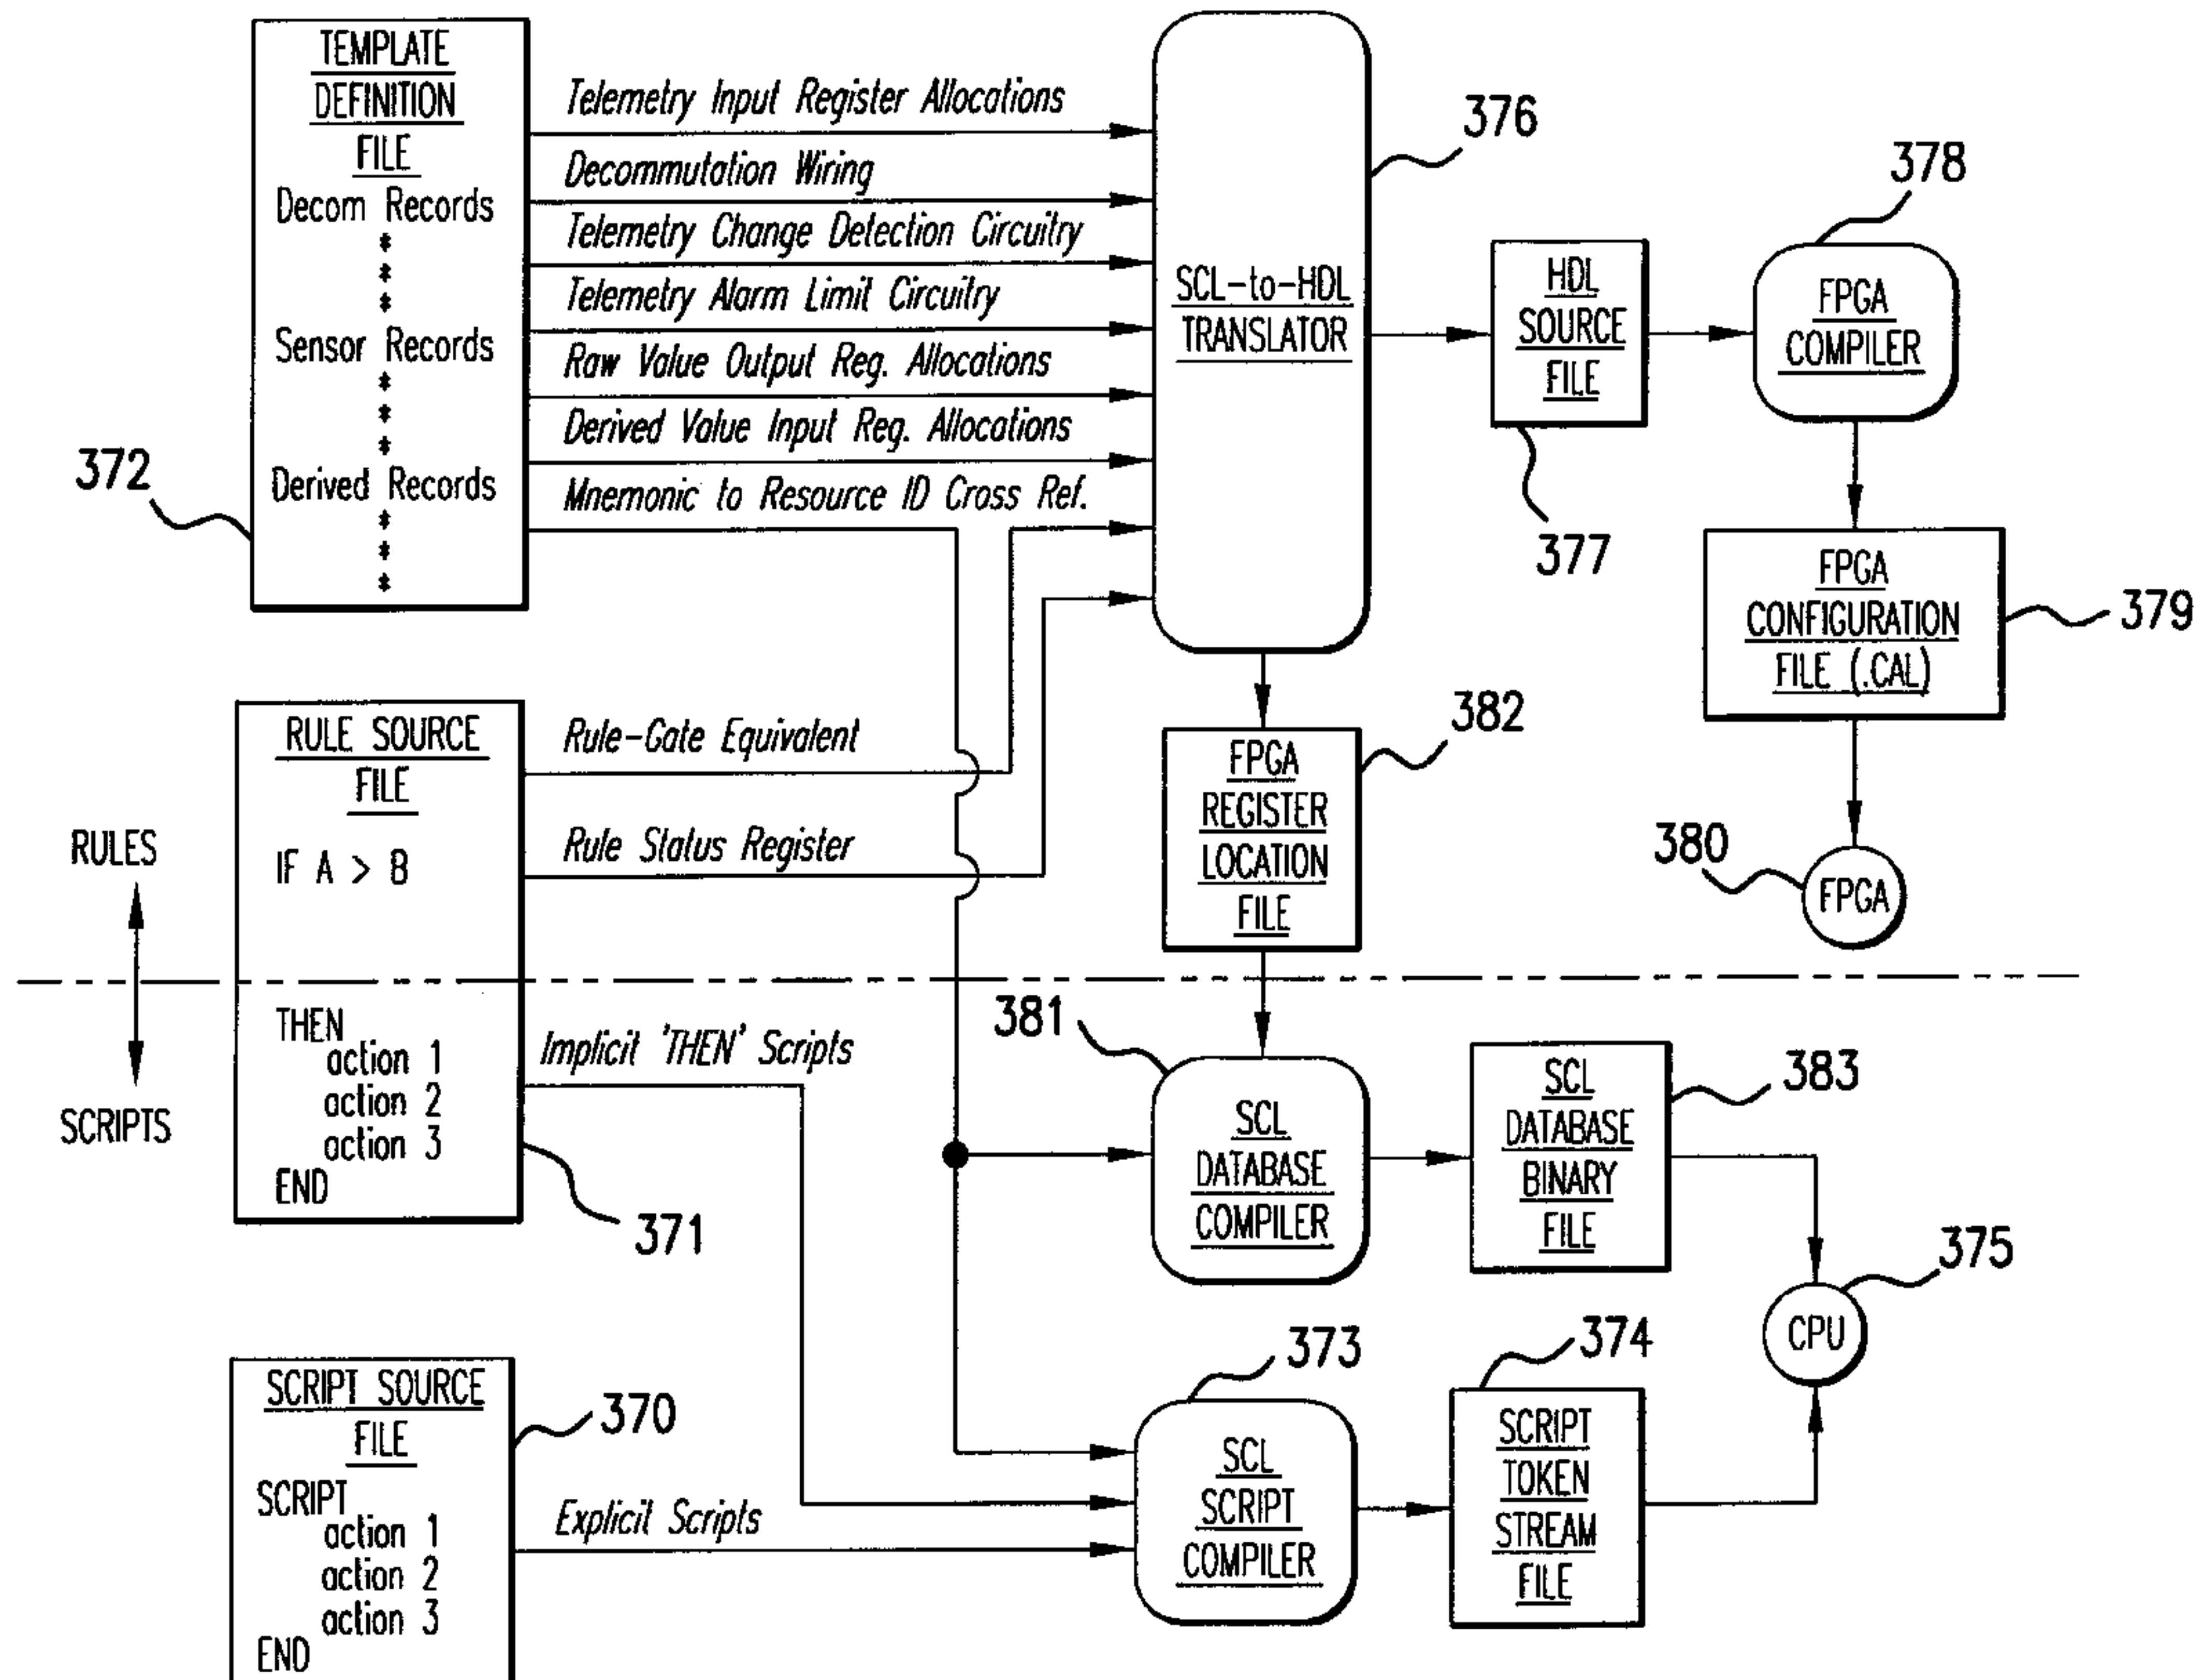 TEMPLATE
DEFINITION
FILE
Decom Records
*
*
*
Sensor Records
*
*
*
Derived Records
*
*
*
372
Telemetry Input Register Allocations
Decommutation Wiring
Telemetry Change Detection Circuitry
Telemetry Alarm Limit Circuitry
Raw Value Output Reg. Allocations
Derived Value Input Reg. Allocations
Mnemonic to Resource ID Cross Ref.
SCL-to-HDL
TRANSLATOR
376
HDL
SOURCE
FILE
377
378
FPGA
COMPILER
FPGA
CONFIGURATION
FILE (.CAL)
379
380
FPGA
RULE SOURCE
FILE
IF A > B
RULES
SCRIPTS
THEN
action 1
action 2
action 3
END
371
Rule-Gate Equivalent
Rule Status Register
Implicit 'THEN' Scripts
382
FPGA
REGISTER
LOCATION
FILE
381
SCL
DATABASE
COMPILER
SCL
DATABASE
BINARY
FILE
383
375
CPU
SCRIPT SOURCE
FILE
SCRIPT
action 1
action 2
action 3
END
370
Explicit Scripts
373
SCL
SCRIPT
COMPILER
374
SCRIPT
TOKEN
STREAM
FILE